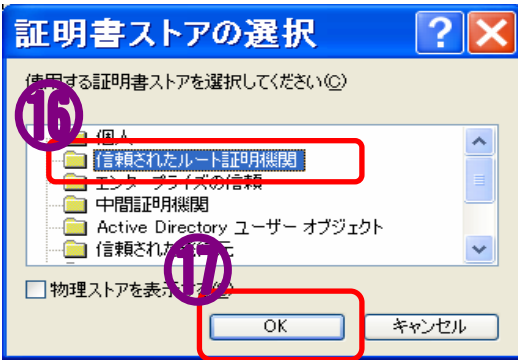 証明書ストアの選択
使用する証明書ストアを選択してください(C)
⑯
個人
信頼されたルート証明機関
エンタープライズの信頼
中間証明機関
Active Directory ユーザー オブジェクト
信頼された
⑰
物理ストアを表示する(S)
OK
キャンセル